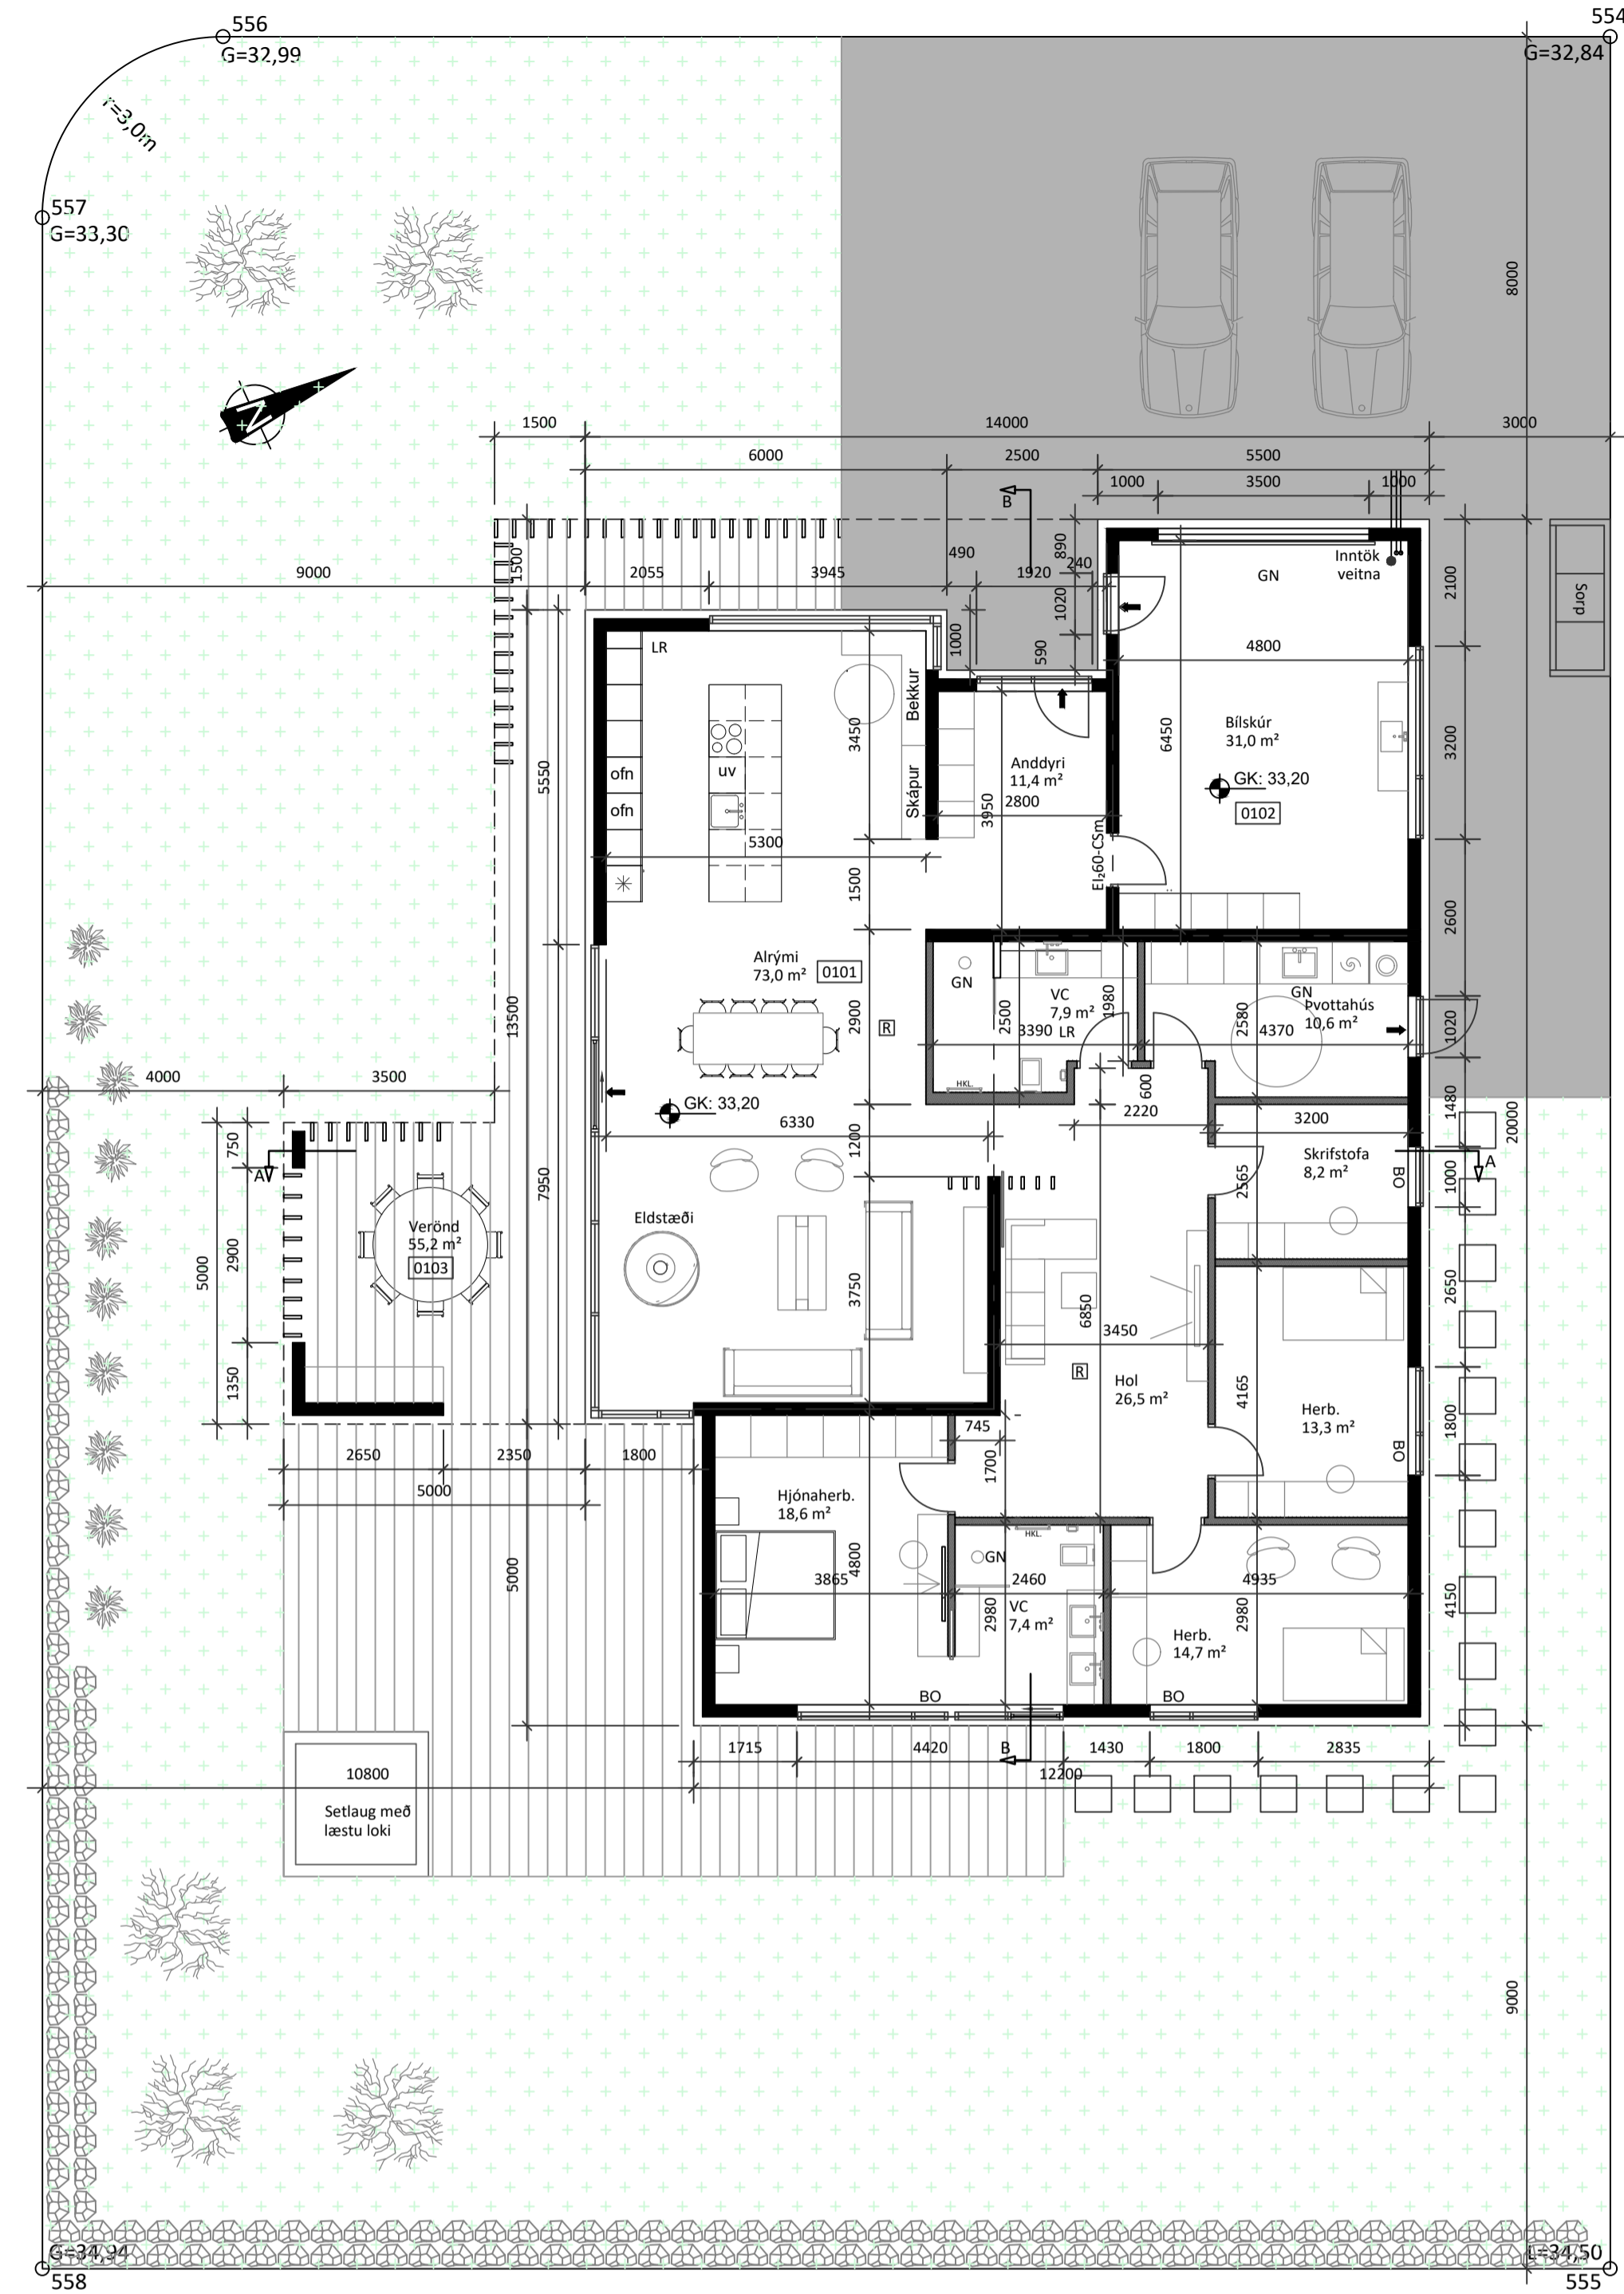 556
G=32,99
554
G=32,84
r=3,0m
557
G=33,30
8000
N
1500
14000
3000
6000
2500
5500
1000
3500
1000
B
9000
1500
2055
3945
490
1920
240
890
1020
590
1000
GN
Inntök
veitna
2100
Sorp
4800
LR
Bekkur
3450
Skápur
ofn
uv
ofn
5300
1500
5550
Anddyri
11,4 m²
2800
3950
EI₂60-CSm
Bílskúr
31,0 m²
6450
GK: 33,20
0102
3200
2600
Alrými
73,0 m²
0101
2900
R
GN
VC
7,9 m²
2500
3390
LR
1980
HKL.
GN
Þvottahús
10,6 m²
2580
4370
1020
13500
4000
3500
GK: 33,20
6330
1200
600
2220
3200
1480
20000
750
A
Skrifstofa
8,2 m²
2565
BO
1000
A
Verönd
55,2 m²
0103
5000
2900
1350
7950
Eldstæði
3750
6850
3450
R
Hol
26,5 m²
2650
4165
Herb.
13,3 m²
BO
1800
2650
2350
1800
5000
745
1700
Hjónaherb.
18,6 m²
4800
3865
HKL.
GN
2460
VC
7,4 m²
2980
4935
2980
Herb.
14,7 m²
4150
5000
BO
BO
1715
4420
B
1430
1800
2835
10800
12200
Setlaug með
læstu loki
9000
G=34,94
558
L=34,50
555